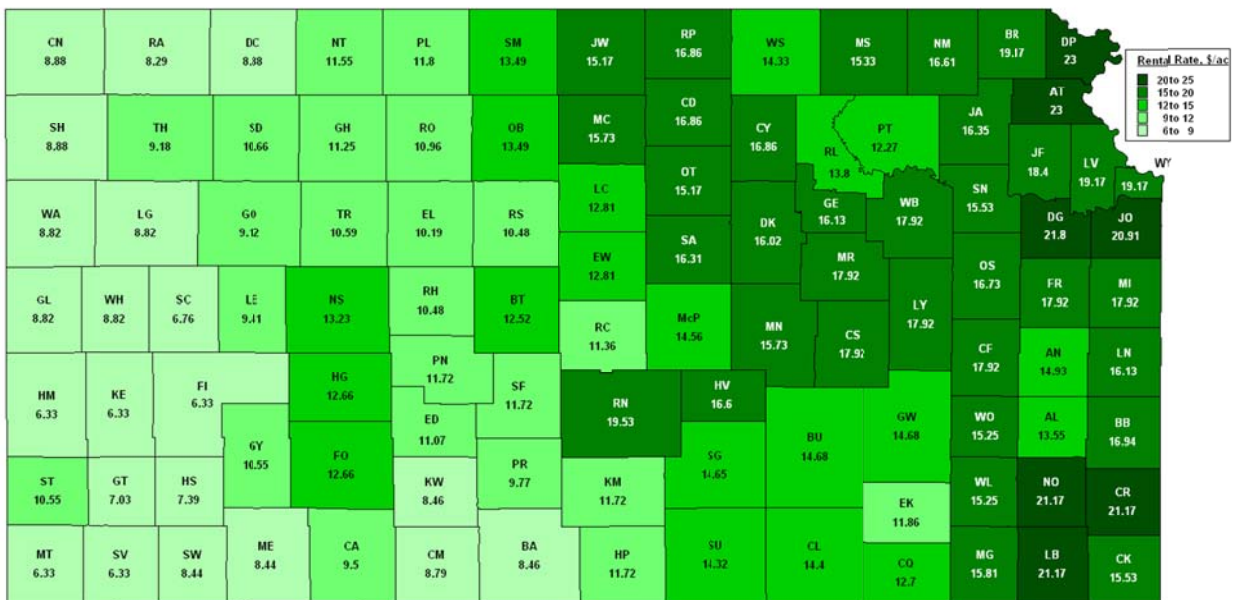 CN RA DC NT PL SM JW RP WS MS NM BR DP
8.88 8.29 8.38 11.55 11.8 13.49 15.17 16.86 14.33 15.33 16.61 19.17 23
Rental Rate, $/ac
20 to 25
15 to 20
12 to 15
9 to 12
6 to 9
SH TH SD GH RO OB MC CD CY RL PT JA AT
8.88 9.18 10.66 11.25 10.96 13.49 15.73 16.86 16.86 13.8 12.27 16.35 23
JF LV WY
18.4 19.17 19.17
WA LG GO TR EL RS LC OT DK GE WB SN DG JO
8.82 8.82 9.12 10.59 10.19 10.48 12.81 15.17 16.02 16.13 17.92 15.53 21.8 20.91
EW SA MR OS
12.81 16.31 17.92 16.73
GL WH SC LE NS RH BT RC McP MN CS LY FR MI
8.82 8.82 6.76 9.41 13.23 10.48 12.52 11.36 14.56 15.73 17.92 17.92 17.92 17.92
HM KE FI HG PN SF RN HV CF AN LN
6.33 6.33 6.33 12.66 11.72 11.72 19.53 16.6 17.92 14.93 16.13
GY ED BU GW WO AL BB
10.55 11.07 14.68 14.68 15.25 13.55 16.94
ST GT HS FO KW PR KM SG EK WL NO CR
10.55 7.03 7.39 12.66 8.46 9.77 11.72 14.65 11.86 15.25 21.17 21.17
MT SV SW ME CA CM BA HP SU CL CQ MG LB CK
6.33 6.33 8.44 8.44 9.5 8.79 8.46 11.72 14.32 14.4 12.7 15.81 21.17 15.53